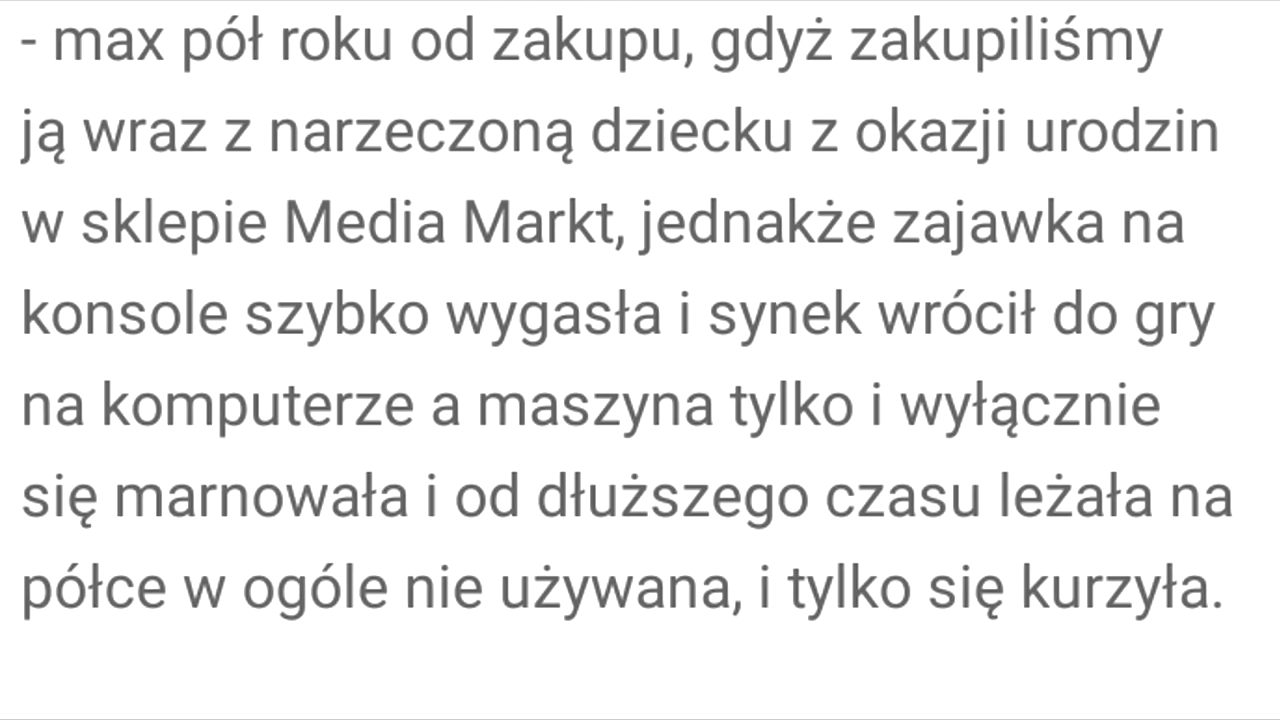 - max pół roku od zakupu, gdyż zakupiliśmy
ją wraz z narzeczoną dziecku z okazji urodzin
w sklepie Media Markt, jednakże zajawka na
konsole szybko wygasła i synek wrócił do gry
na komputerze a maszyna tylko i wyłącznie
się marnowała i od dłuższego czasu leżała na
półce w ogóle nie używana, i tylko się kurzyła.